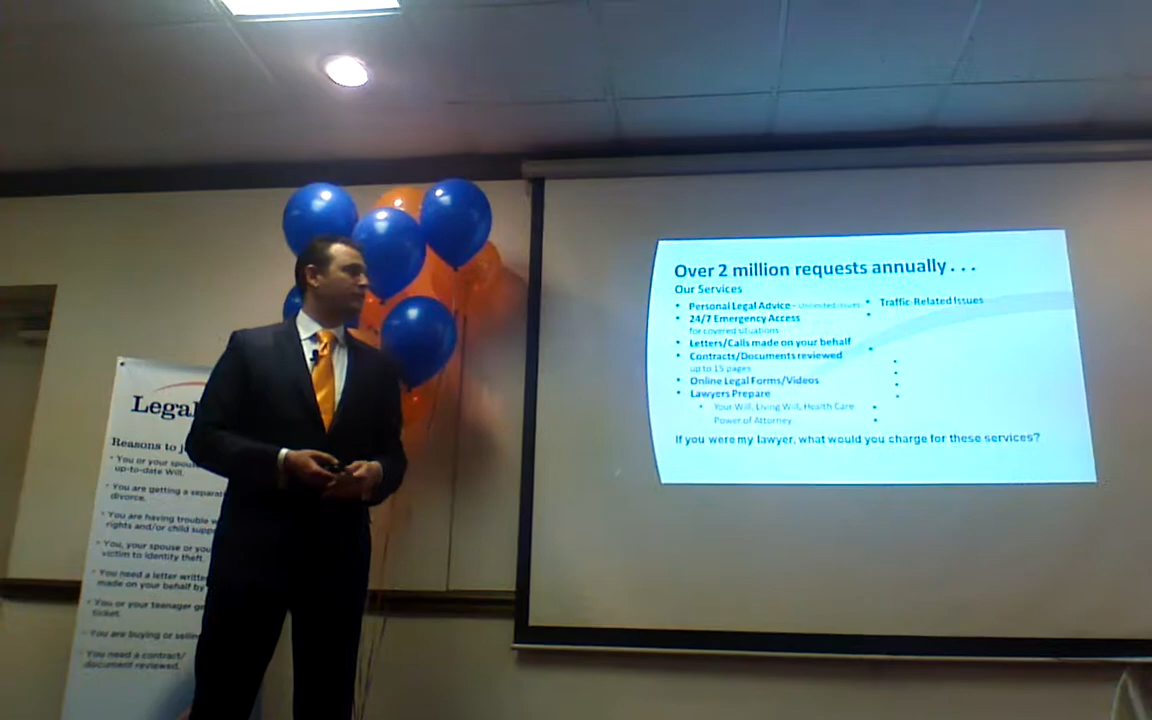 Legal
Reasons to j
• You or your spous
up-to-date Will.
• You are getting a separat
divorce.
• You are having trouble w
rights and/or child supp
• You, your spouse or you
victim to identity theft.
• You need a letter writte
made on your behalf by
• You or your teenager ge
ticket.
• You are buying or sellin
• You need a contract/
document reviewed.
Over 2 million requests annually . . .
Our Services
• Personal Legal Advice – Unlimited issues
• 24/7 Emergency Access
for covered situations
• Letters/Calls made on your behalf
• Contracts/Documents reviewed
up to 15 pages
• Online Legal Forms/Videos
• Lawyers Prepare
• Your Will, Living Will, Health Care
Power of Attorney
• Traffic-Related Issues
If you were my lawyer, what would you charge for these services?